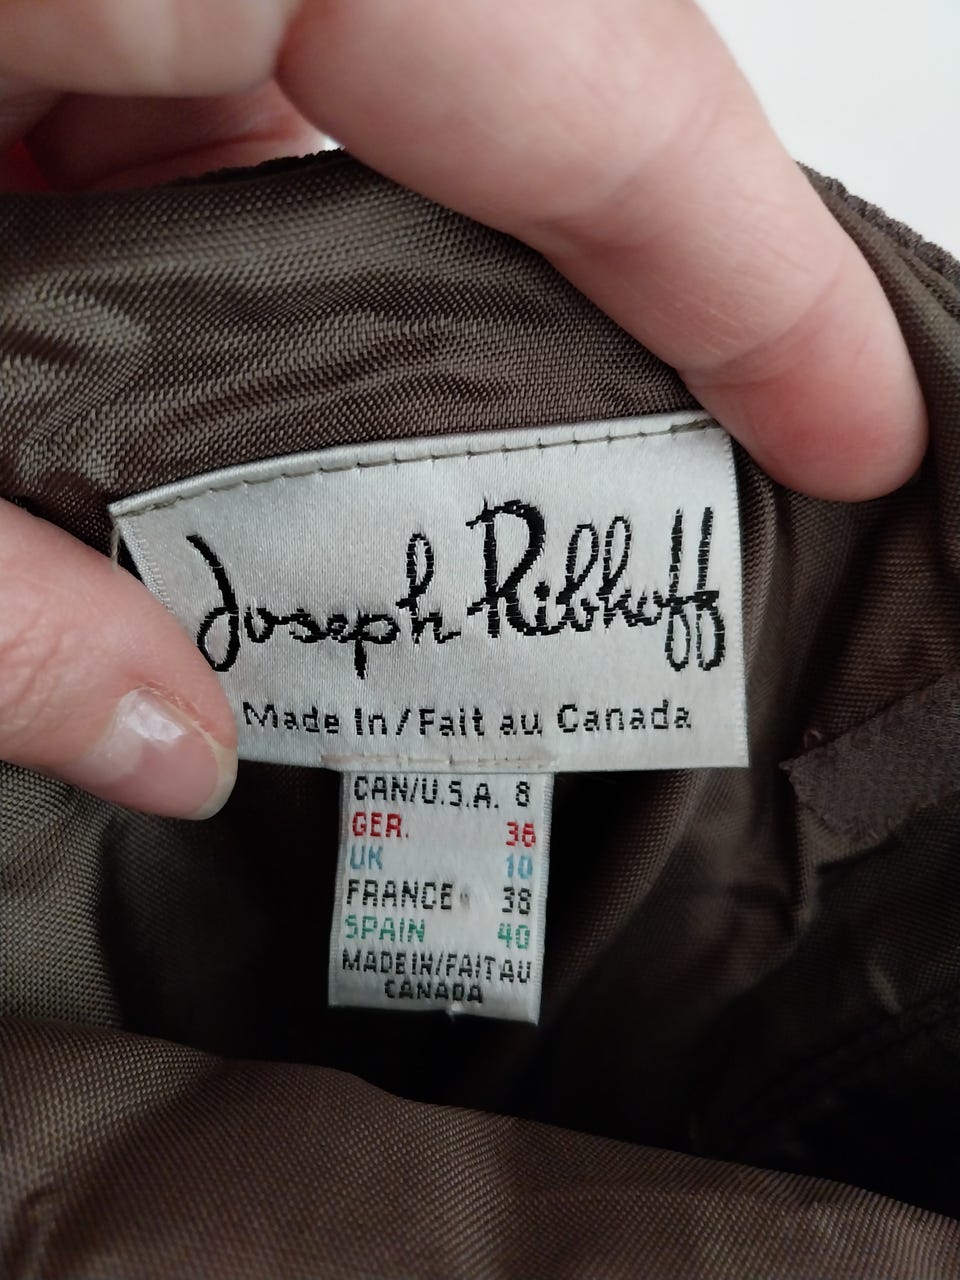 Joseph Ribkoff
Made In/Fait au Canada
CAN/U.S.A. 8
GER. 36
UK 10
FRANCE 38
SPAIN 40
MADE IN/FAIT AU
CANADA